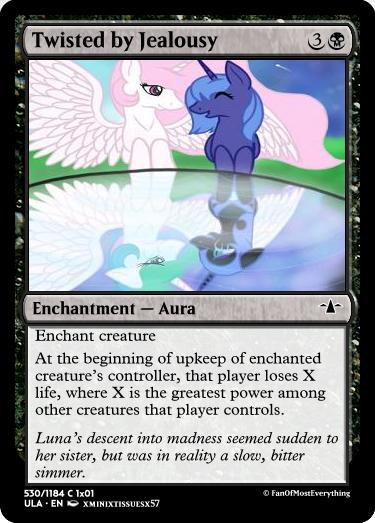 Twisted by Jealousy 3
Enchantment — Aura
Enchant creature
At the beginning of upkeep of enchanted
creature's controller, that player loses X
life, where X is the greatest power among
other creatures that player controls.
Luna's descent into madness seemed sudden to
her sister, but was in reality a slow, bitter
simmer.
530/1184 C 1x01
ULA · EN XMINIXTISSUESX57
© FanOfMostEverything